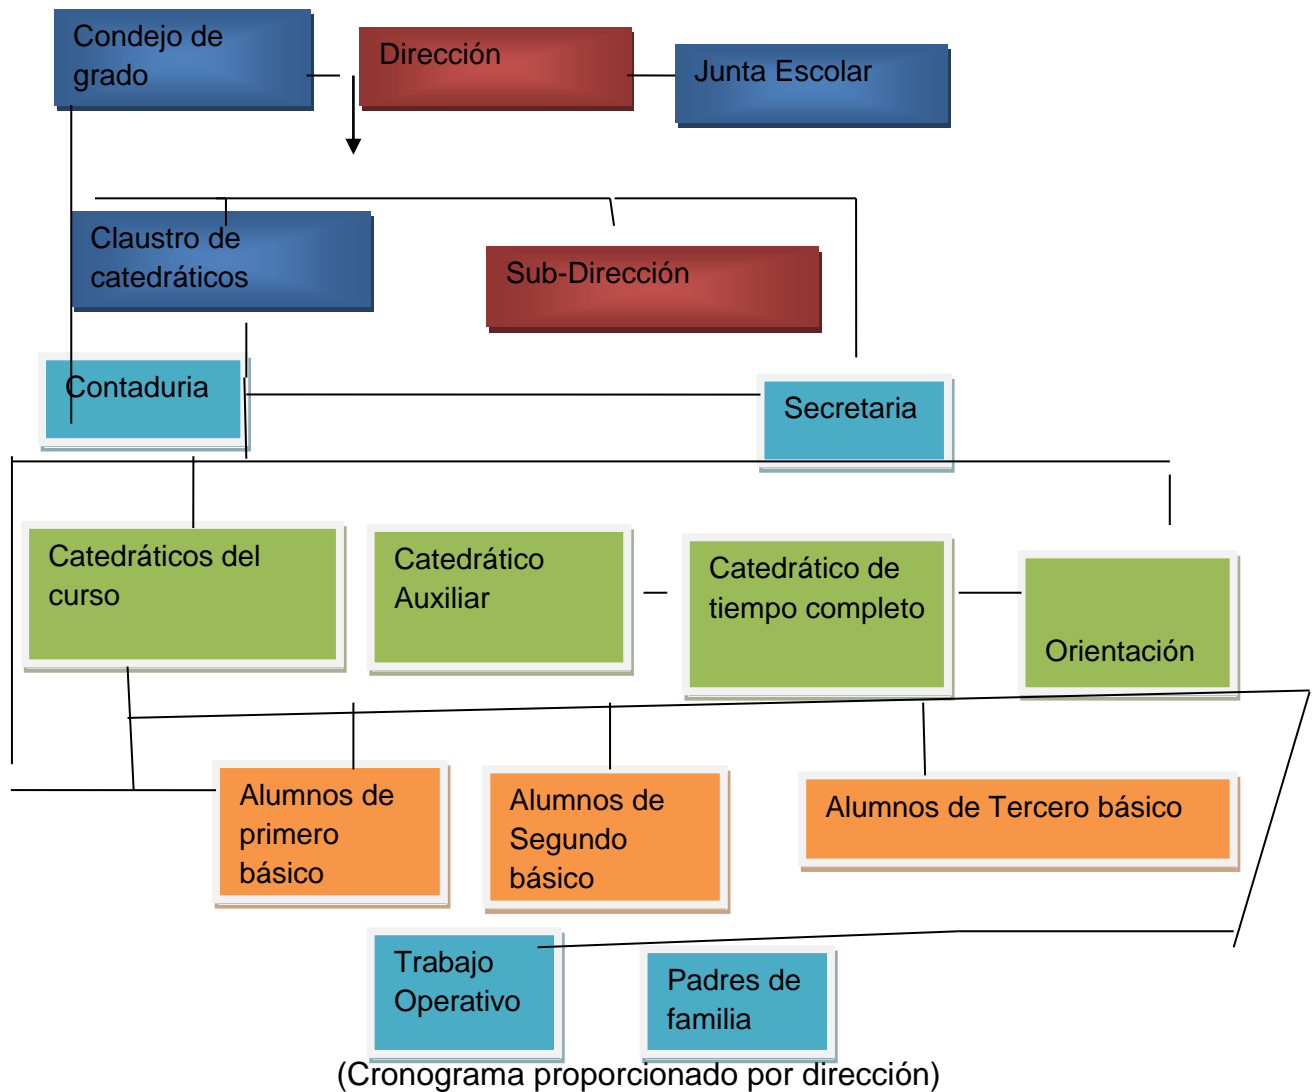 Condejo de
grado
Dirección
Junta Escolar
Claustro de
catedráticos
Sub-Dirección
Contaduria
Secretaria
Catedráticos del
curso
Catedrático
Auxiliar
Catedrático de
tiempo completo
Orientación
Alumnos de
primero
básico
Alumnos de
Segundo
básico
Alumnos de Tercero básico
Trabajo
Operativo
Padres de
familia
(Cronograma proporcionado por dirección)